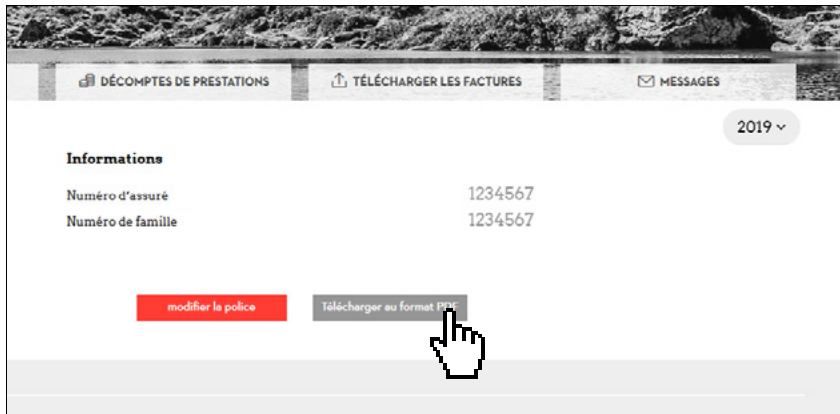 DÉCOMPTES DE PRESTATIONS
TÉLÉCHARGER LES FACTURES
MESSAGES
2019
Informations
Numéro d'assuré 1234567
Numéro de famille 1234567
modifier la police
Télécharger au format PDF